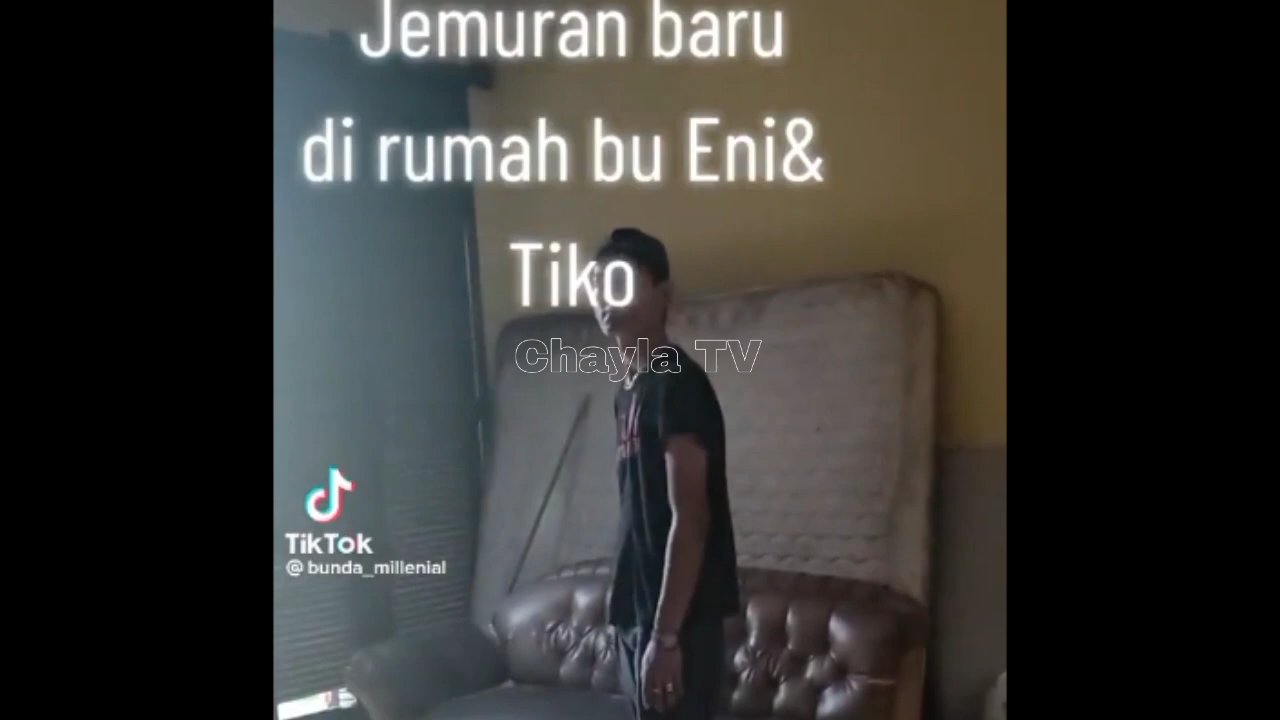 Jemuran baru
di rumah bu Eni&
Tiko
Chayla TV
TikTok
@bunda_millenial